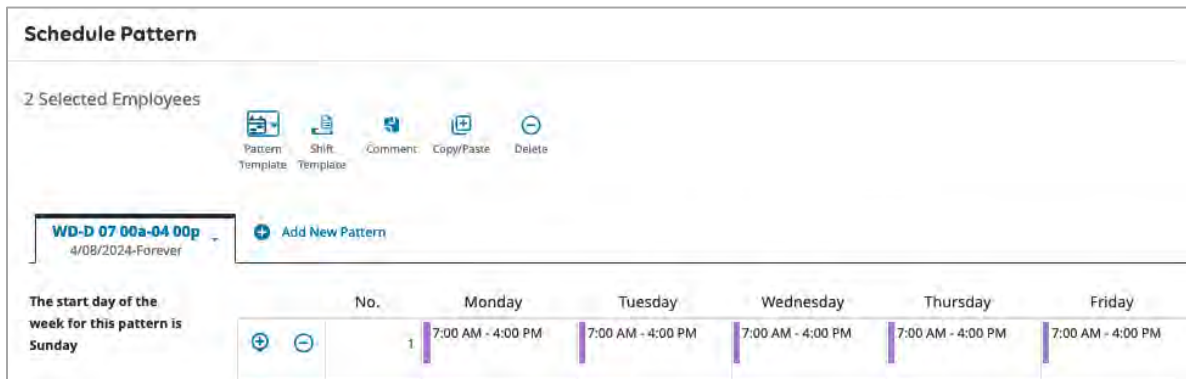 Schedule Pattern
2 Selected Employees
Pattern Template
Shift Template
Comment
Copy/Paste
Delete
WD-D 07 00a-04 00p
4/08/2024-Forever
Add New Pattern
The start day of the
week for this pattern is
Sunday
No. Monday Tuesday Wednesday Thursday Friday
1 7:00 AM - 4:00 PM 7:00 AM - 4:00 PM 7:00 AM - 4:00 PM 7:00 AM - 4:00 PM 7:00 AM - 4:00 PM